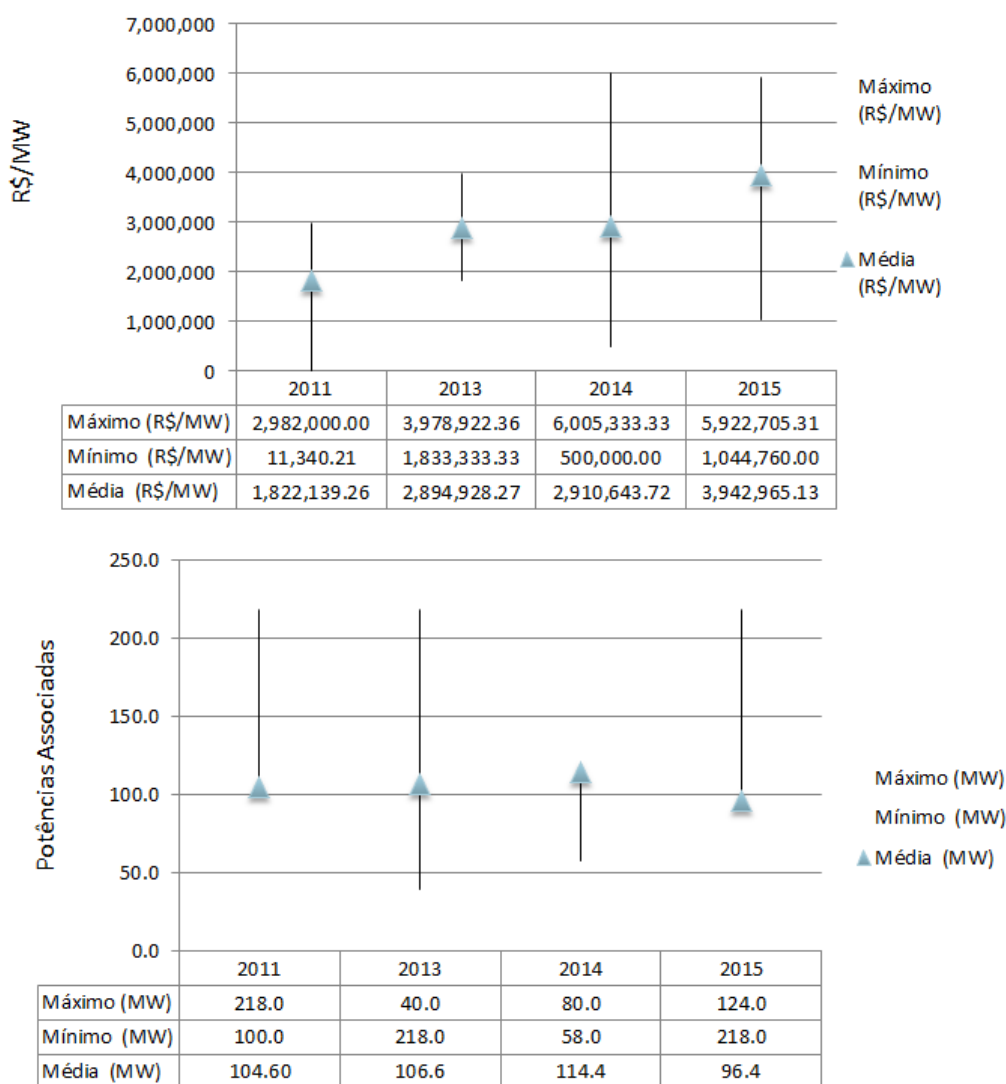 7,000,000
6,000,000
5,000,000
4,000,000
3,000,000
2,000,000
1,000,000
0
R$/MW
Máximo
(R$/MW)
Mínimo
(R$/MW)
Média
(R$/MW)
2011 2013 2014 2015
Máximo (R$/MW) 2,982,000.00 3,978,922.36 6,005,333.33 5,922,705.31
Mínimo (R$/MW) 11,340.21 1,833,333.33 500,000.00 1,044,760.00
Média (R$/MW) 1,822,139.26 2,894,928.27 2,910,643.72 3,942,965.13
250.0
200.0
150.0
100.0
50.0
0.0
Potências Associadas
Máximo (MW)
Mínimo (MW)
Média (MW)
2011 2013 2014 2015
Máximo (MW) 218.0 40.0 80.0 124.0
Mínimo (MW) 100.0 218.0 58.0 218.0
Média (MW) 104.60 106.6 114.4 96.4